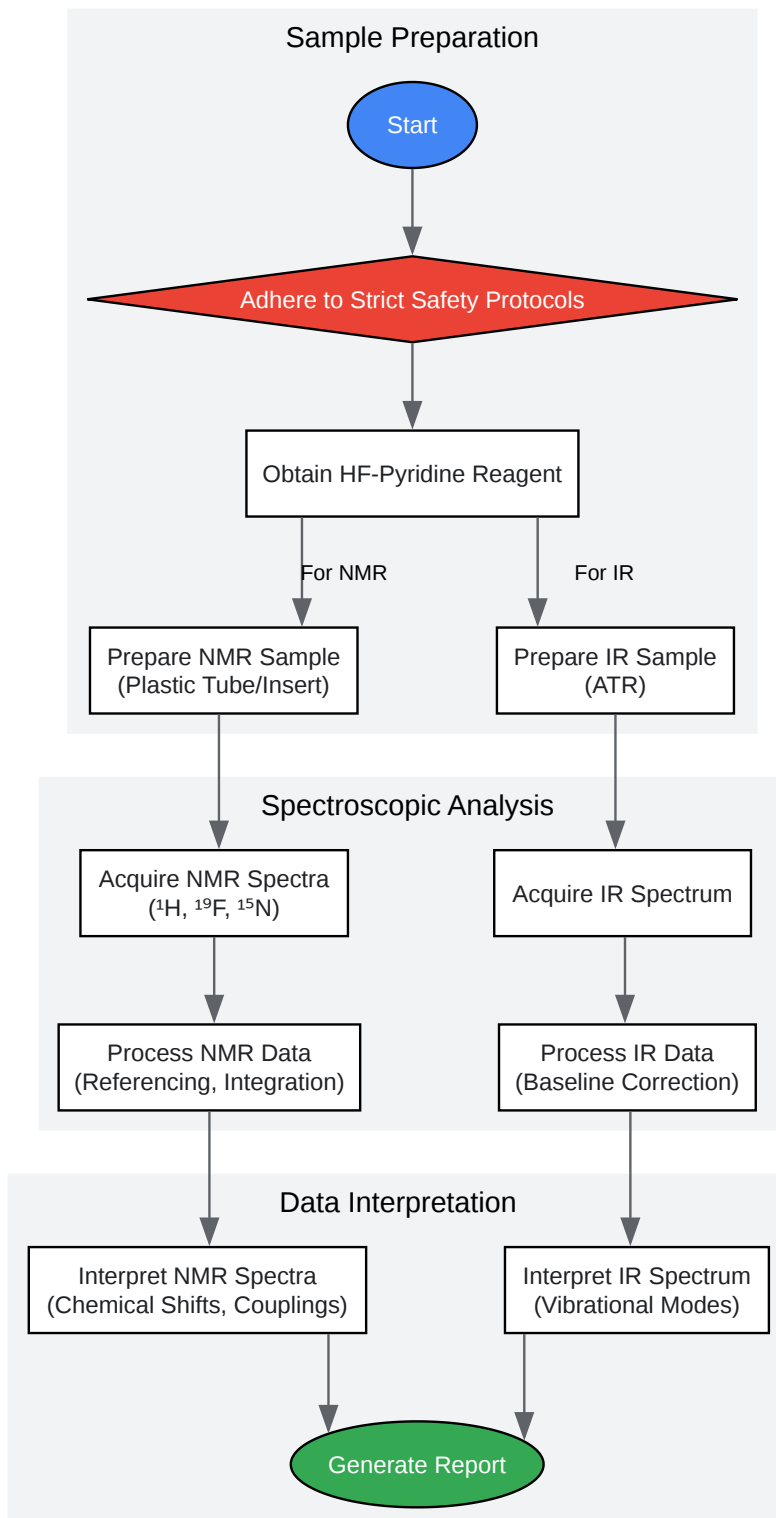 Sample Preparation
Start
Adhere to Strict Safety Protocols
Obtain HF-Pyridine Reagent
For NMR
For IR
Prepare NMR Sample
(Plastic Tube/Insert)
Prepare IR Sample
(ATR)
Spectroscopic Analysis
Acquire NMR Spectra
(¹H, ¹⁹F, ¹⁵N)
Acquire IR Spectrum
Process NMR Data
(Referencing, Integration)
Process IR Data
(Baseline Correction)
Data Interpretation
Interpret NMR Spectra
(Chemical Shifts, Couplings)
Interpret IR Spectrum
(Vibrational Modes)
Generate Report